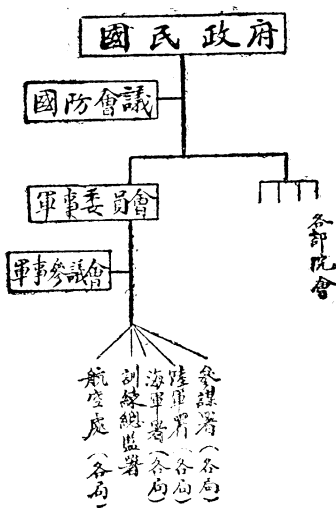 國民政府
國防會議
軍事委員會
各部院會
軍事參議會
參謀署(各局)
陸軍署(各局)
海軍署(各局)
訓練總監署
航空處(各局)